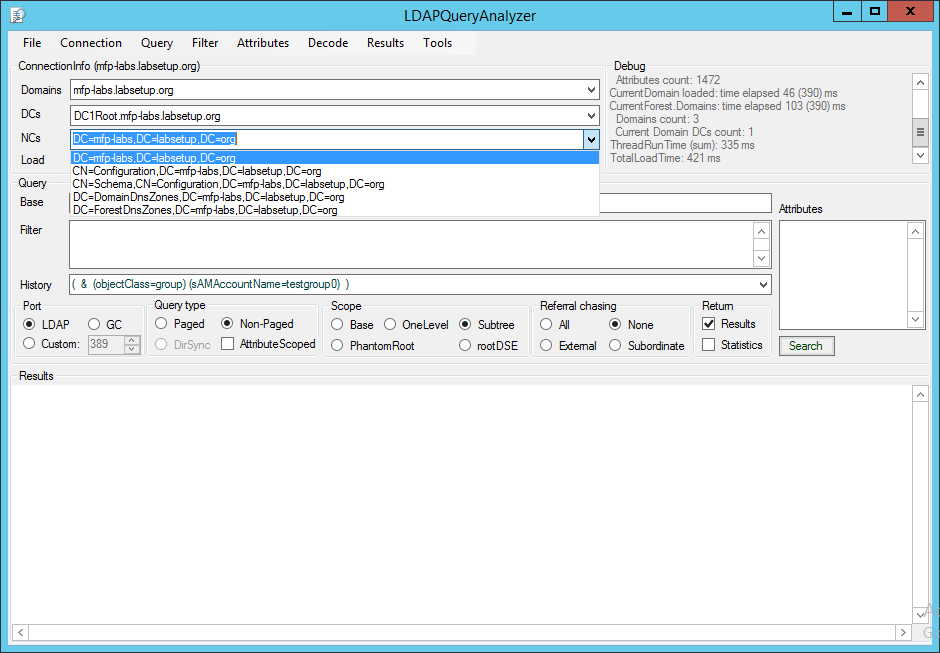 LDAPQueryAnalyzer
File Connection Query Filter Attributes Decode Results Tools
ConnectionInfo (mfp-labs.labsetup.org)
Domains mfp-labs.labsetup.org
DCs DC1Root.mfp-labs.labsetup.org
NCs DC=mfp-labs,DC=labsetup,DC=org
Load DC=mfp-labs,DC=labsetup,DC=org
CN=Configuration,DC=mfp-labs,DC=labsetup,DC=org
CN=Schema,CN=Configuration,DC=mfp-labs,DC=labsetup,DC=org
DC=DomainDnsZones,DC=mfp-labs,DC=labsetup,DC=org
DC=ForestDnsZones,DC=mfp-labs,DC=labsetup,DC=org
Debug
Attributes count: 1472
CurrentDomain loaded: time elapsed 46 (390) ms
CurrentForest.Domains: time elapsed 103 (390) ms
Domains count: 3
Current Domain DCs count: 1
ThreadRunTime (sum): 335 ms
TotalLoadTime: 421 ms
Query
Base
Filter
History ( & (objectClass=group) (sAMAccountName=testgroup0) )
Attributes
Port
LDAP GC
Custom: 389
Query type
Paged Non-Paged
DirSync AttributeScoped
Scope
Base OneLevel Subtree
PhantomRoot rootDSE
Referral chasing
All None
External Subordinate
Return
Results
Statistics
Search
Results